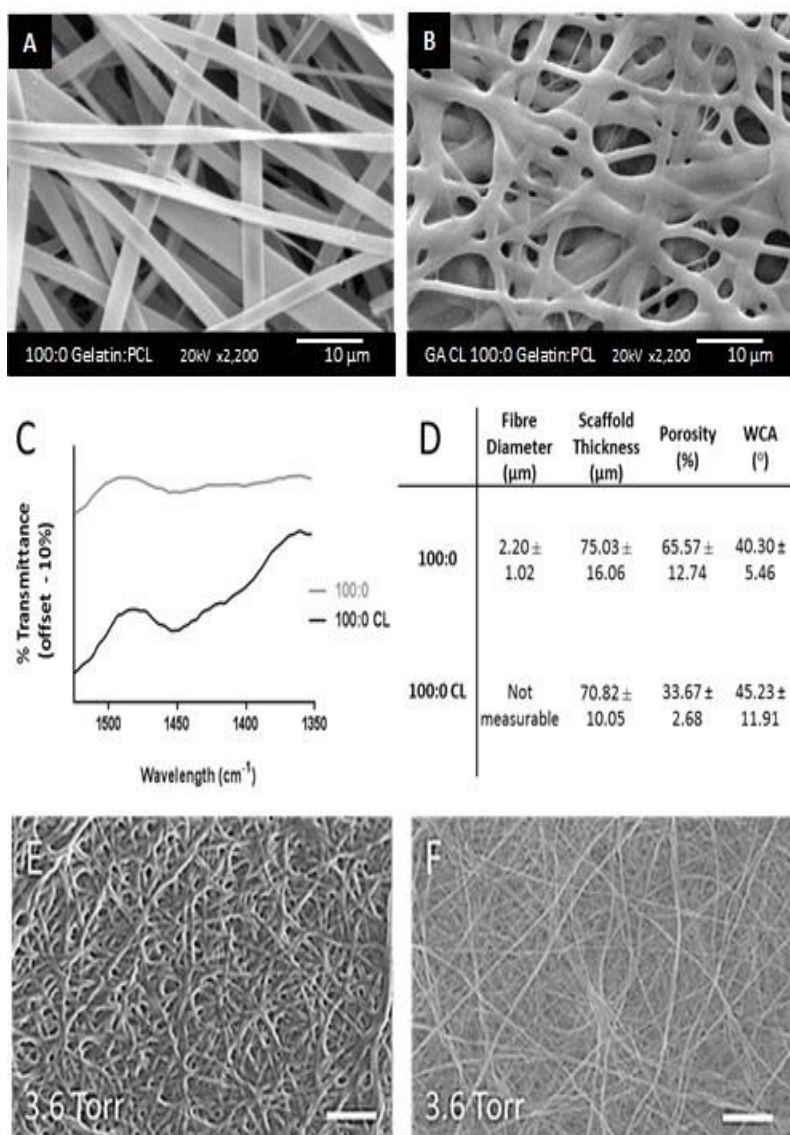 A
100:0 Gelatin:PCL 20kV x2,200 10 µm
B
GA CL 100:0 Gelatin:PCL 20kV x2,200 10 µm
C
% Transmittance
(offset - 10%)
100:0
100:0 CL
1500 1450 1400 1350
Wavelength (cm⁻¹)
D
Fibre Diameter (µm)
Scaffold Thickness (µm)
Porosity (%)
WCA (°)
100:0
2.20 ± 1.02
75.03 ± 16.06
65.57 ± 12.74
40.30 ± 5.46
100:0 CL
Not measurable
70.82 ± 10.05
33.67 ± 2.68
45.23 ± 11.91
E
3.6 Torr
F
3.6 Torr